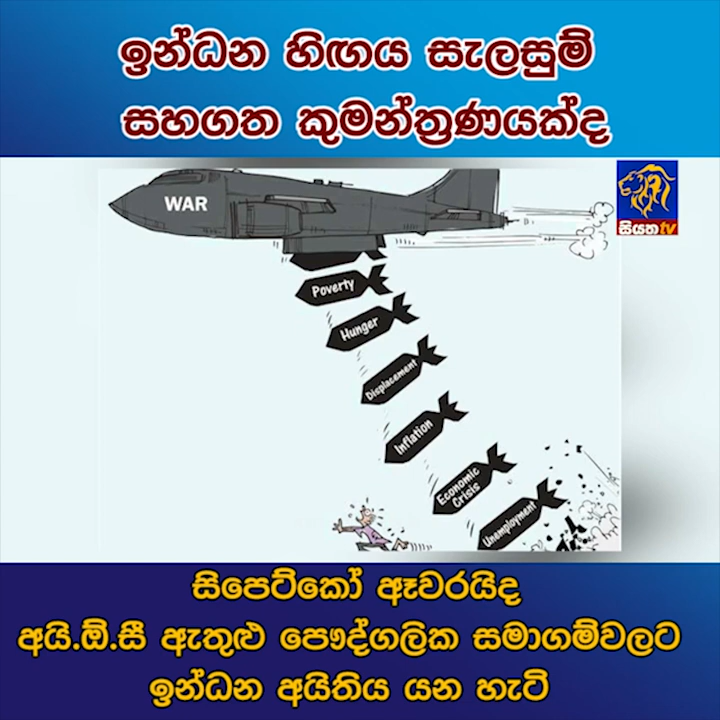 ඉන්ධන හිඟය සැලසුම්
සහගත කුමන්ත්‍රණයක්ද
සියත tv
WAR
Poverty
Hunger
Displacement
Inflation
Economic
Crisis
Unemployment
සිපෙට්කෝ ඈවරයිද
අයි.ඕ.සී ඇතුළු පෞද්ගලික සමාගම්වලට
ඉන්ධන අයිතිය යන හැටි